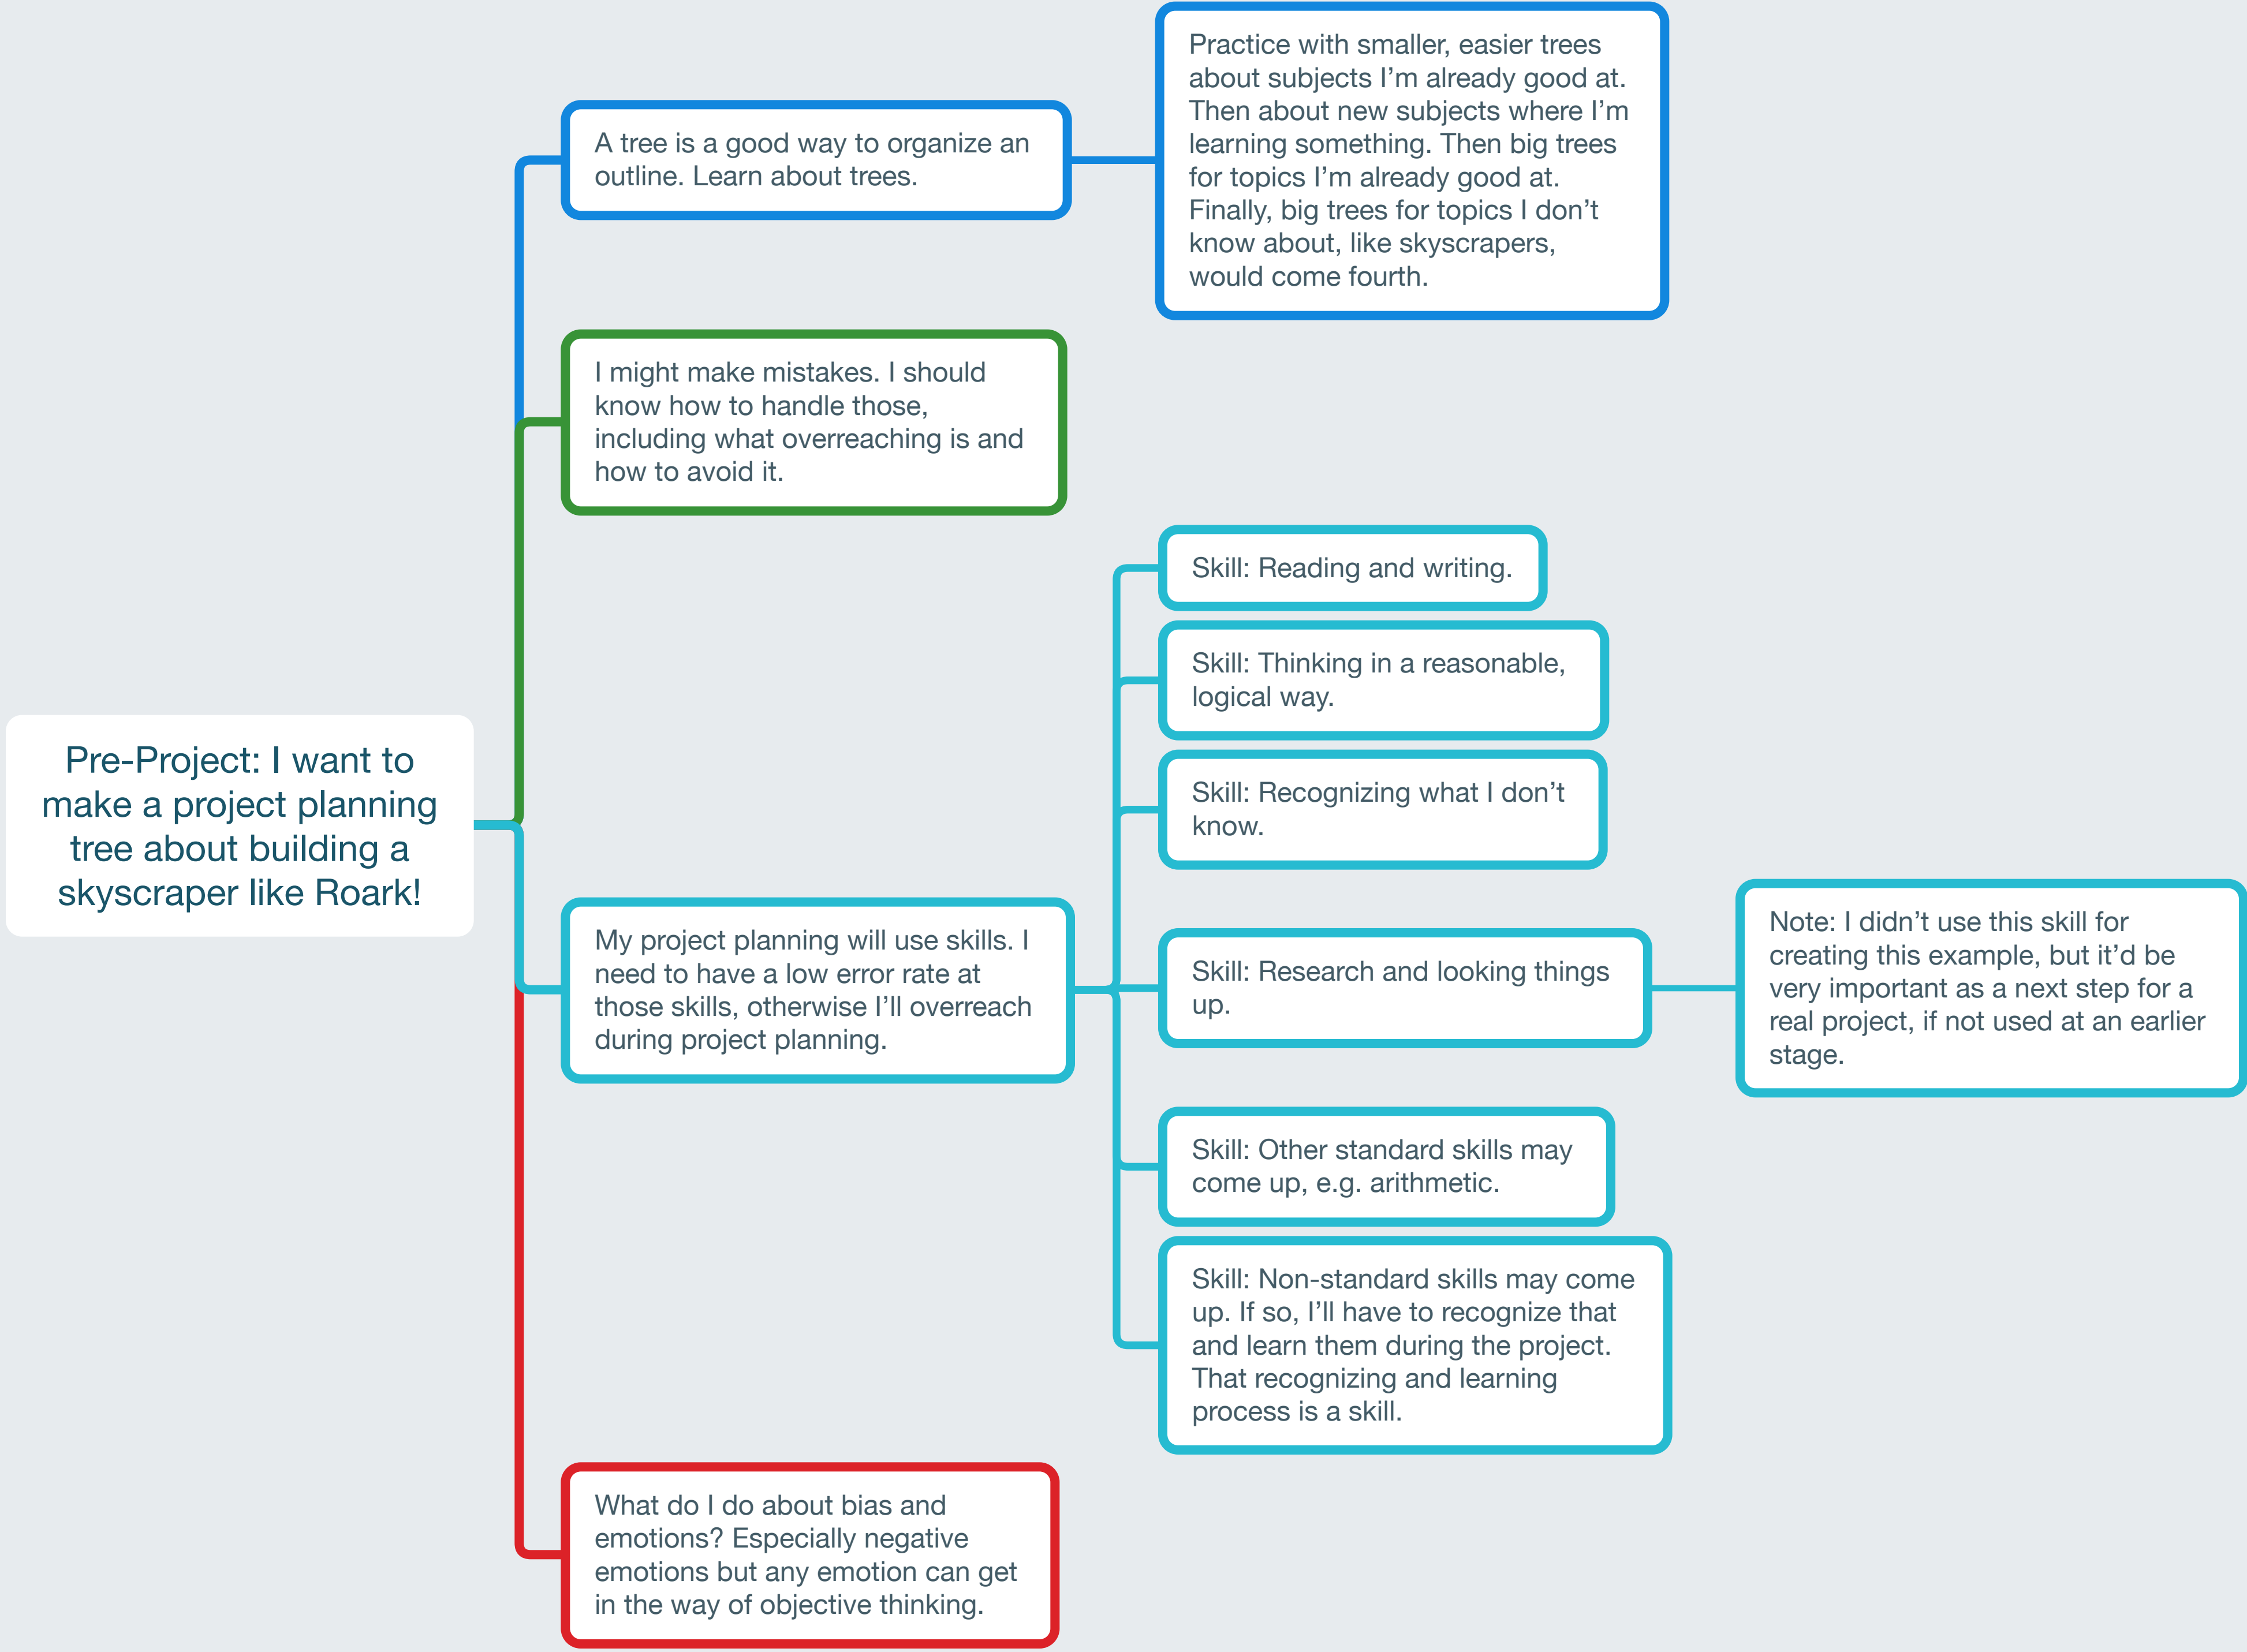 Pre-Project: I want to
make a project planning
tree about building a
skyscraper like Roark!
A tree is a good way to organize an
outline. Learn about trees.
Practice with smaller, easier trees
about subjects I’m already good at.
Then about new subjects where I’m
learning something. Then big trees
for topics I’m already good at.
Finally, big trees for topics I don’t
know about, like skyscrapers,
would come fourth.
I might make mistakes. I should
know how to handle those,
including what overreaching is and
how to avoid it.
My project planning will use skills. I
need to have a low error rate at
those skills, otherwise I’ll overreach
during project planning.
Skill: Reading and writing.
Skill: Thinking in a reasonable,
logical way.
Skill: Recognizing what I don’t
know.
Skill: Research and looking things
up.
Note: I didn’t use this skill for
creating this example, but it’d be
very important as a next step for a
real project, if not used at an earlier
stage.
Skill: Other standard skills may
come up, e.g. arithmetic.
Skill: Non-standard skills may come
up. If so, I’ll have to recognize that
and learn them during the project.
That recognizing and learning
process is a skill.
What do I do about bias and
emotions? Especially negative
emotions but any emotion can get
in the way of objective thinking.